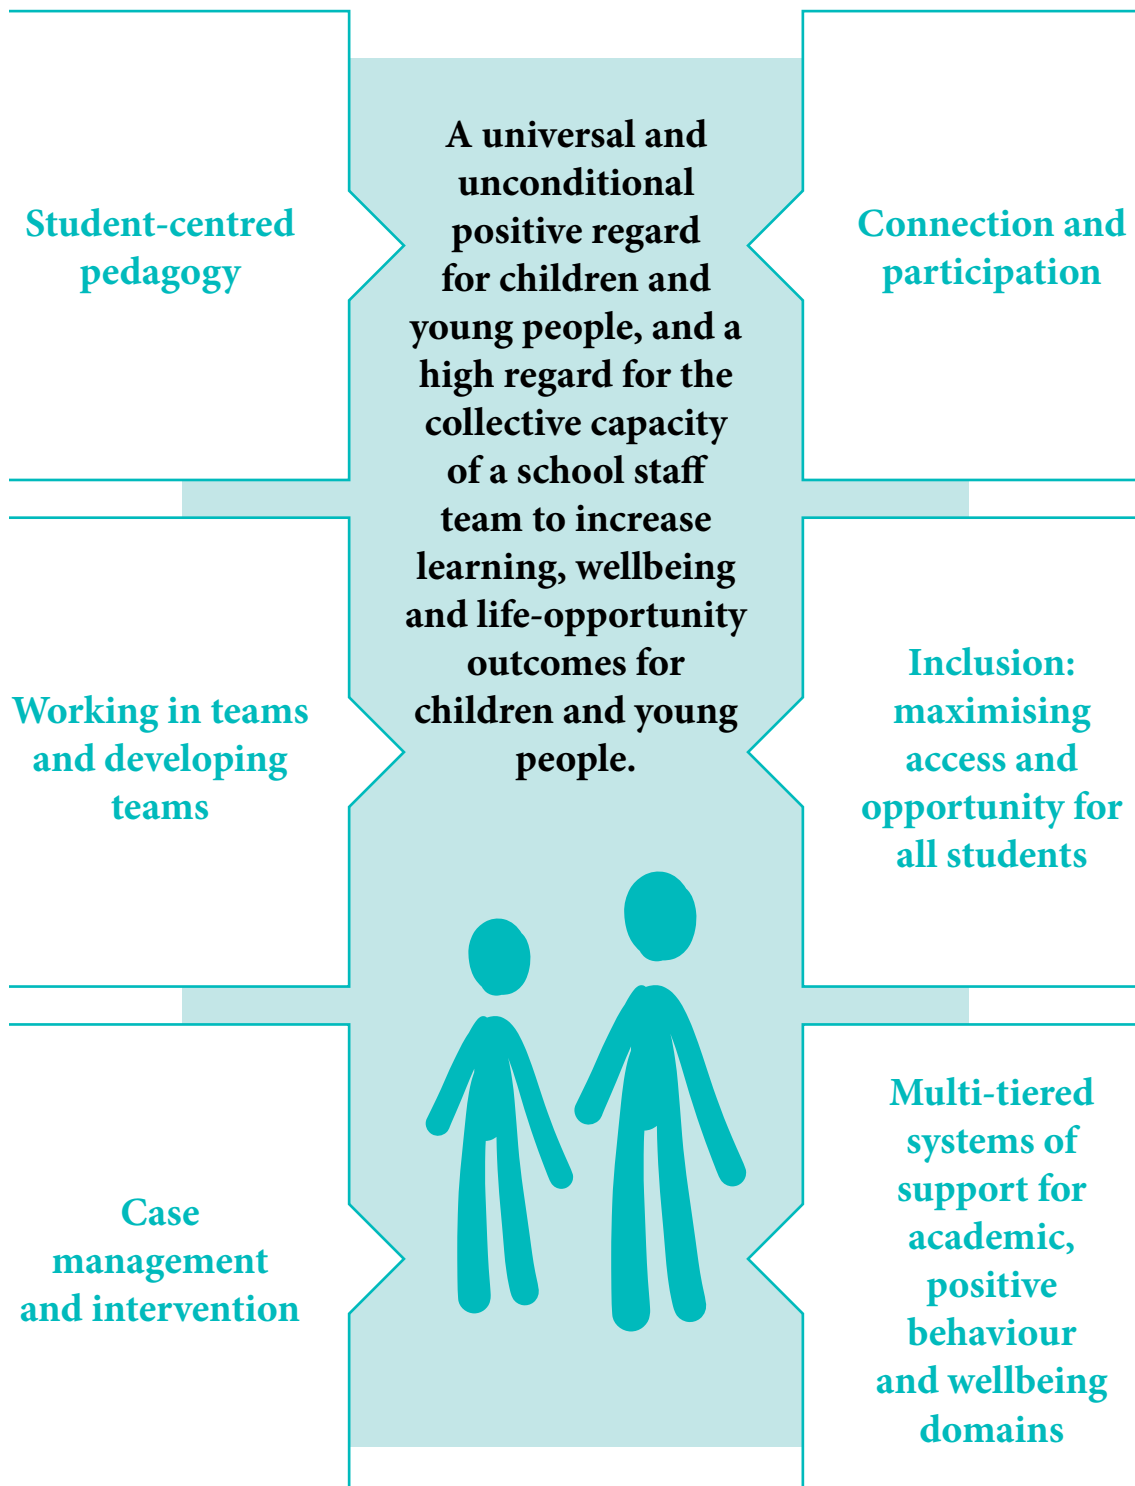 Student-centred
pedagogy
A universal and
unconditional
positive regard
for children and
young people, and a
high regard for the
collective capacity
of a school staff
team to increase
learning, wellbeing
and life-opportunity
outcomes for
children and young
people.
Connection and
participation
Working in teams
and developing
teams
Inclusion:
maximising
access and
opportunity for
all students
Case
management
and intervention
Multi-tiered
systems of
support for
academic,
positive
behaviour
and wellbeing
domains